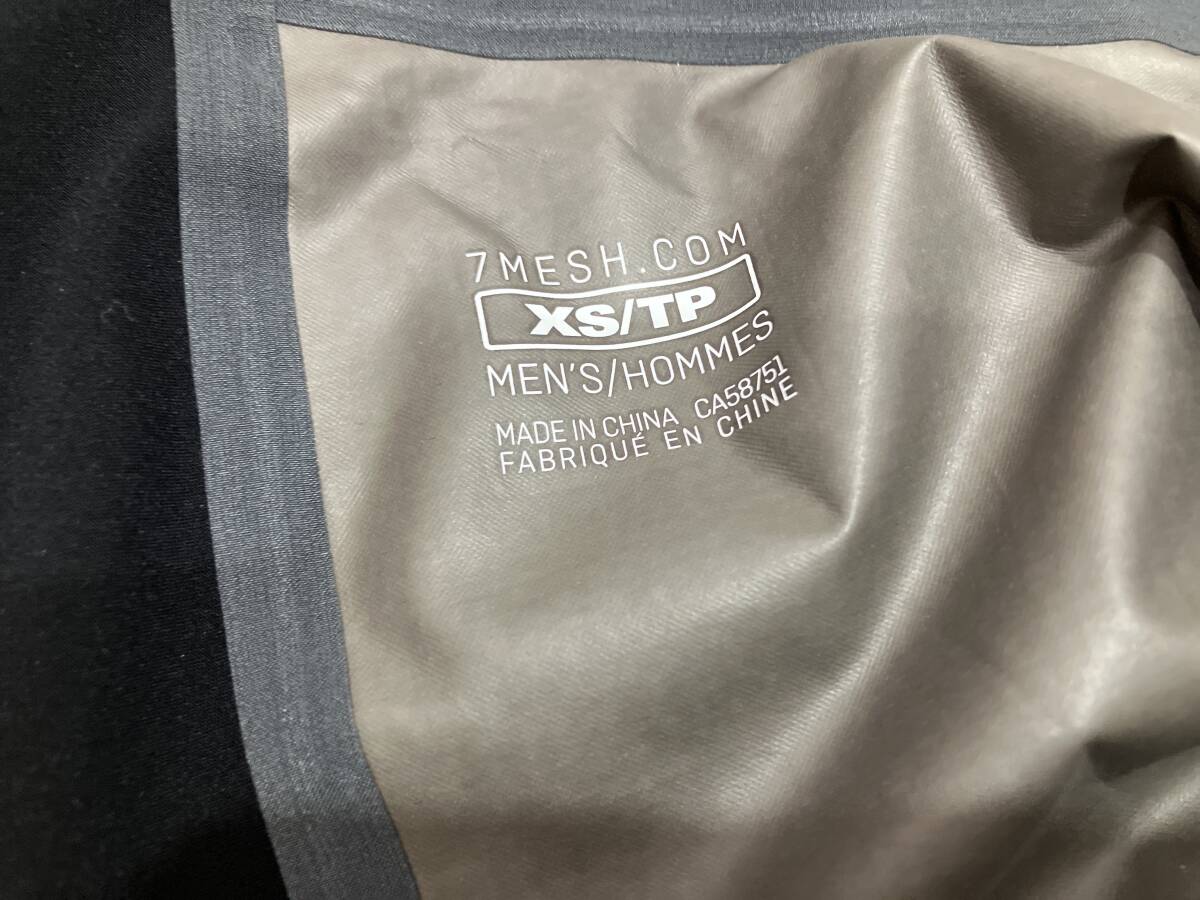 7MESH.COM
XS/TP
MEN'S/HOMMES
MADE IN CHINA CA58751
FABRIQUÉ EN CHINE